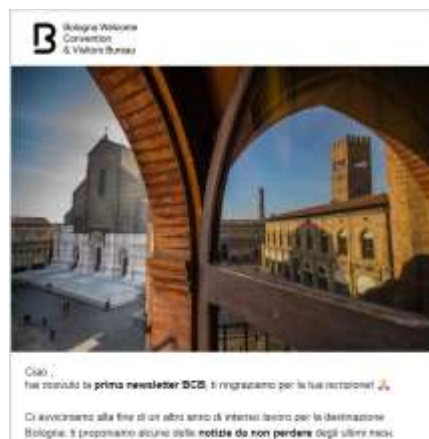 Bologna Welcome
Convention
& Visitors Bureau
Ciao ,
hai ricevuto la prima newsletter BCB, ti ringraziamo per la tua iscrizione! 🙏
Ci avviciniamo alla fine di un altro anno di intenso lavoro per la destinazione
Bologna: ti proponiamo alcune delle notizie da non perdere degli ultimi mesi.